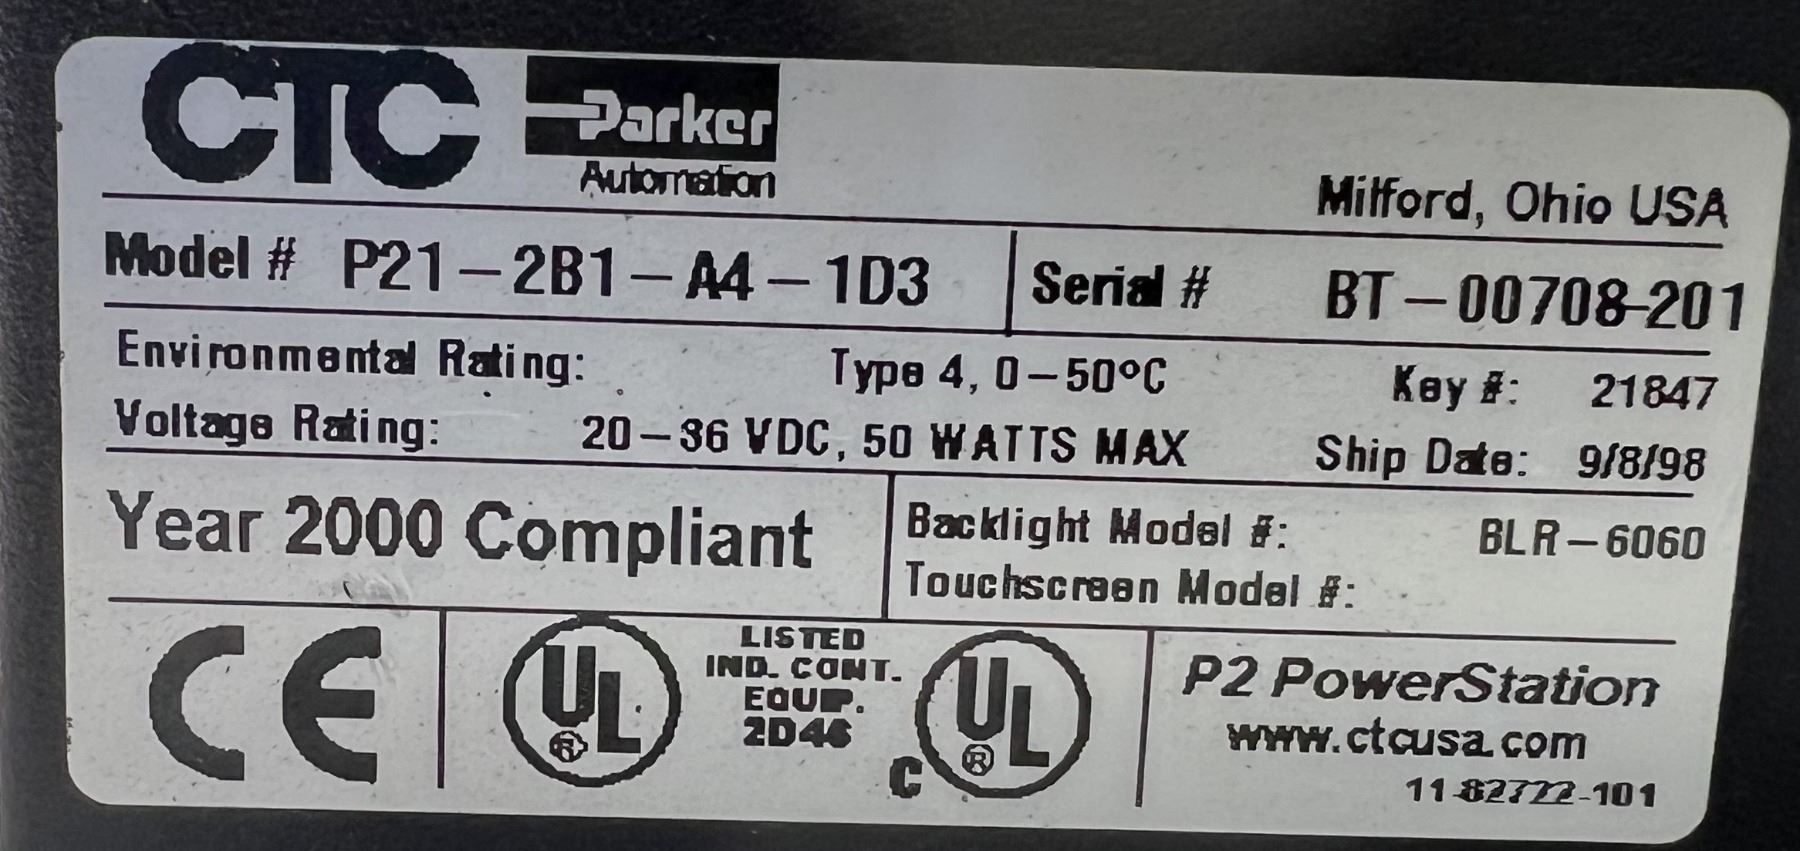 CTC Parker
Automation
Milford, Ohio USA
Model # P21-2B1-A4-1D3 Serial # BT-00708-201
Environmental Rating: Type 4, 0-50°C Key #: 21847
Voltage Rating: 20-36 VDC, 50 WATTS MAX Ship Date: 9/8/98
Year 2000 Compliant
Backlight Model #: BLR-6060
Touchscreen Model #:
CE
UL ®
LISTED
IND. CONT.
EQUIP.
2D46
C UL ®
P2 PowerStation
www.ctcusa.com
11-82722-101